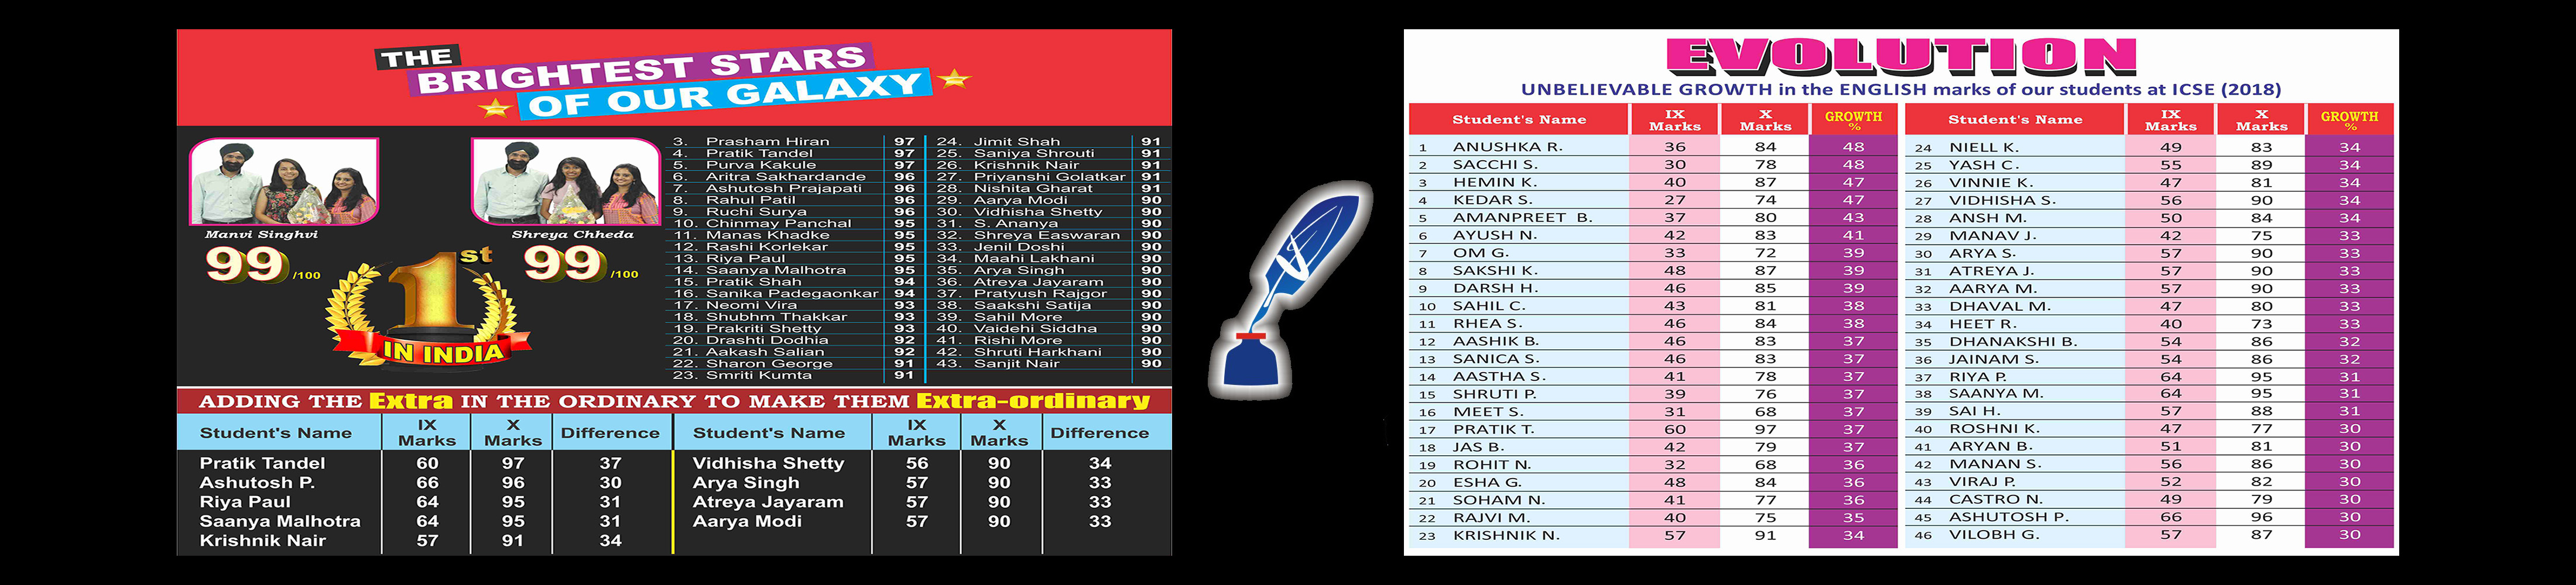 THE
BRIGHTEST STARS
OF OUR GALAXY
Manvi Singhvi
99 /100
Shreya Chheda
99 /100
1st
IN INDIA
3. Prasham Hiran 97
4. Pratik Tandel 97
5. Purva Kakule 97
6. Aritra Sakhardande 96
7. Ashutosh Prajapati 96
8. Rahul Patil 96
9. Ruchi Surya 96
10. Chinmay Panchal 95
11. Manas Khadke 95
12. Rashi Korlekar 95
13. Riya Paul 95
14. Saanya Malhotra 95
15. Pratik Shah 94
16. Sanika Padegaonkar 94
17. Neomi Vira 93
18. Shubhm Thakkar 93
19. Prakriti Shetty 93
20. Drashti Dodhia 92
21. Aakash Salian 92
22. Sharon George 91
23. Smriti Kumta 91
24. Jimit Shah 91
25. Saniya Shrouti 91
26. Krishnik Nair 91
27. Priyanshi Golatkar 91
28. Nishita Gharat 91
29. Aarya Modi 90
30. Vidhisha Shetty 90
31. S. Ananya 90
32. Shreya Easwaran 90
33. Jenil Doshi 90
34. Maahi Lakhani 90
35. Arya Singh 90
36. Atreya Jayaram 90
37. Pratyush Rajgor 90
38. Saakshi Satija 90
39. Sahil More 90
40. Vaidehi Siddha 90
41. Rishi More 90
42. Shruti Harkhani 90
43. Sanjit Nair 90
ADDING THE Extra IN THE ORDINARY TO MAKE THEM Extra-ordinary
Student's Name IX Marks X Marks Difference
Pratik Tandel 60 97 37
Ashutosh P. 66 96 30
Riya Paul 64 95 31
Saanya Malhotra 64 95 31
Krishnik Nair 57 91 34
Student's Name IX Marks X Marks Difference
Vidhisha Shetty 56 90 34
Arya Singh 57 90 33
Atreya Jayaram 57 90 33
Aarya Modi 57 90 33
EVOLUTION
UNBELIEVABLE GROWTH in the ENGLISH marks of our students at ICSE (2018)
Student's Name IX Marks X Marks GROWTH %
1 ANUSHKA R. 36 84 48
2 SACCHI S. 30 78 48
3 HEMIN K. 40 87 47
4 KEDAR S. 27 74 47
5 AMANPREET B. 37 80 43
6 AYUSH N. 42 83 41
7 OM G. 33 72 39
8 SAKSHI K. 48 87 39
9 DARSH H. 46 85 39
10 SAHIL C. 43 81 38
11 RHEA S. 46 84 38
12 AASHIK B. 46 83 37
13 SANICA S. 46 83 37
14 AASTHA S. 41 78 37
15 SHRUTI P. 39 76 37
16 MEET S. 31 68 37
17 PRATIK T. 60 97 37
18 JAS B. 42 79 37
19 ROHIT N. 32 68 36
20 ESHA G. 48 84 36
21 SOHAM N. 41 77 36
22 RAJVI M. 40 75 35
23 KRISHNIK N. 57 91 34
Student's Name IX Marks X Marks GROWTH %
24 NIELL K. 49 83 34
25 YASH C. 55 89 34
26 VINNIE K. 47 81 34
27 VIDHISHA S. 56 90 34
28 ANSH M. 50 84 34
29 MANAV J. 42 75 33
30 ARYA S. 57 90 33
31 ATREYA J. 57 90 33
32 AARYA M. 57 90 33
33 DHAVAL M. 47 80 33
34 HEET R. 40 73 33
35 DHANAKSHI B. 54 86 32
36 JAINAM S. 54 86 32
37 RIYA P. 64 95 31
38 SAANYA M. 64 95 31
39 SAI H. 57 88 31
40 ROSHNI K. 47 77 30
41 ARYAN B. 51 81 30
42 MANAN S. 56 86 30
43 VIRAJ P. 52 82 30
44 CASTRO N. 49 79 30
45 ASHUTOSH P. 66 96 30
46 VILOBH G. 57 87 30